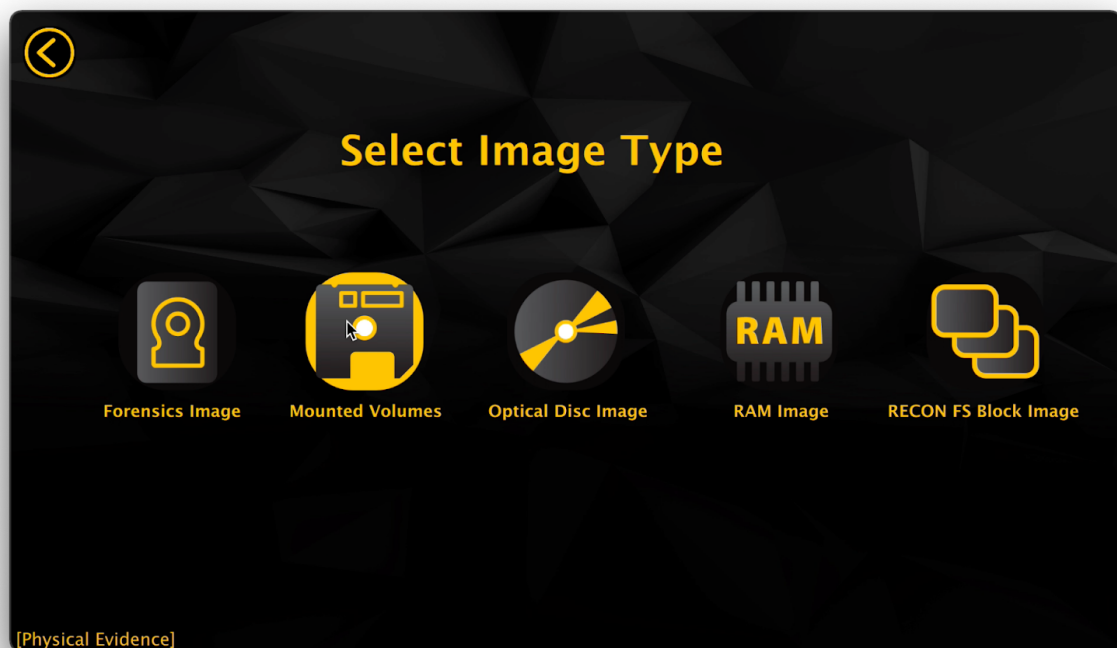 Select Image Type
RAM
Forensics Image
Mounted Volumes
Optical Disc Image
RAM Image
RECON FS Block Image
[Physical Evidence]